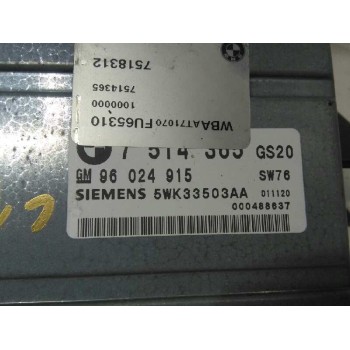 7518312
7514365
1000000
WBAAT71070 FU65310
7 514 365 GS20
GM 96 024 915 SW76
SIEMENS 5WK33503AA 011120
000488637